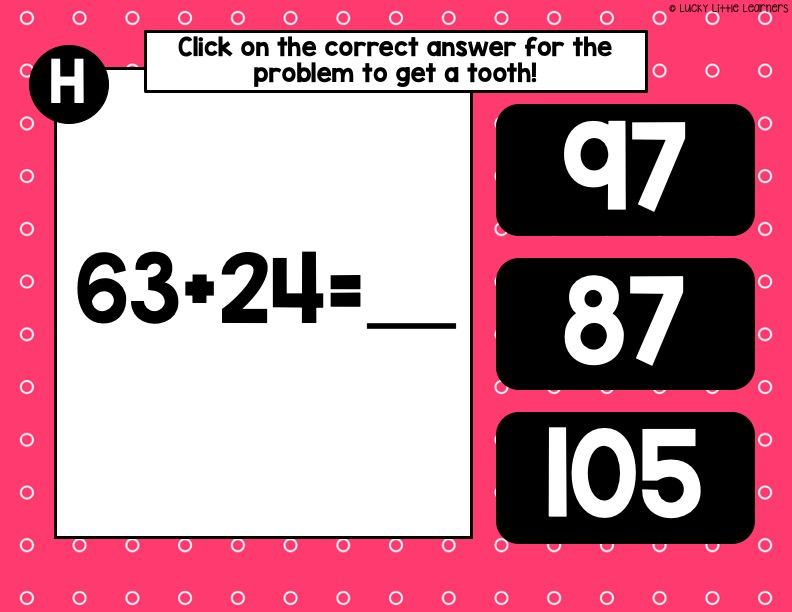 © Lucky Little Learners
Click on the correct answer for the
problem to get a tooth!
H
63+24=__
97
87
105